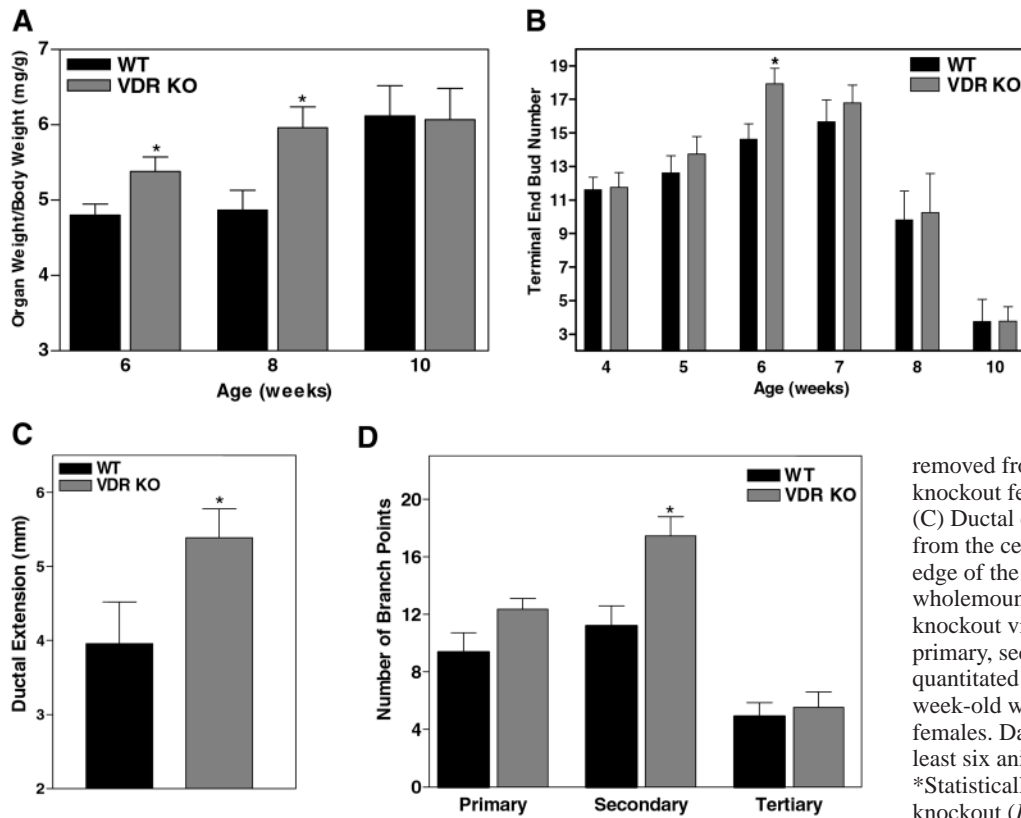 A
WT
VDR KO
Organ Weight/Body Weight (mg/g)
7
6
5
4
3
*
*
6 8 10
Age (weeks)
B
WT
VDR KO
Terminal End Bud Number
19
17
15
13
11
9
7
5
3
*
4 5 6 7 8 10
Age (weeks)
C
WT
VDR KO
Ductal Extension (mm)
6
5
4
3
2
*
D
WT
VDR KO
Number of Branch Points
20
16
12
8
4
0
*
Primary Secondary Tertiary
removed fro
knockout fe
(C) Ductal
from the ce
edge of the
wholemoun
knockout vi
primary, sec
quantitated
week-old w
females. Da
least six ani
*Statisticall
knockout (